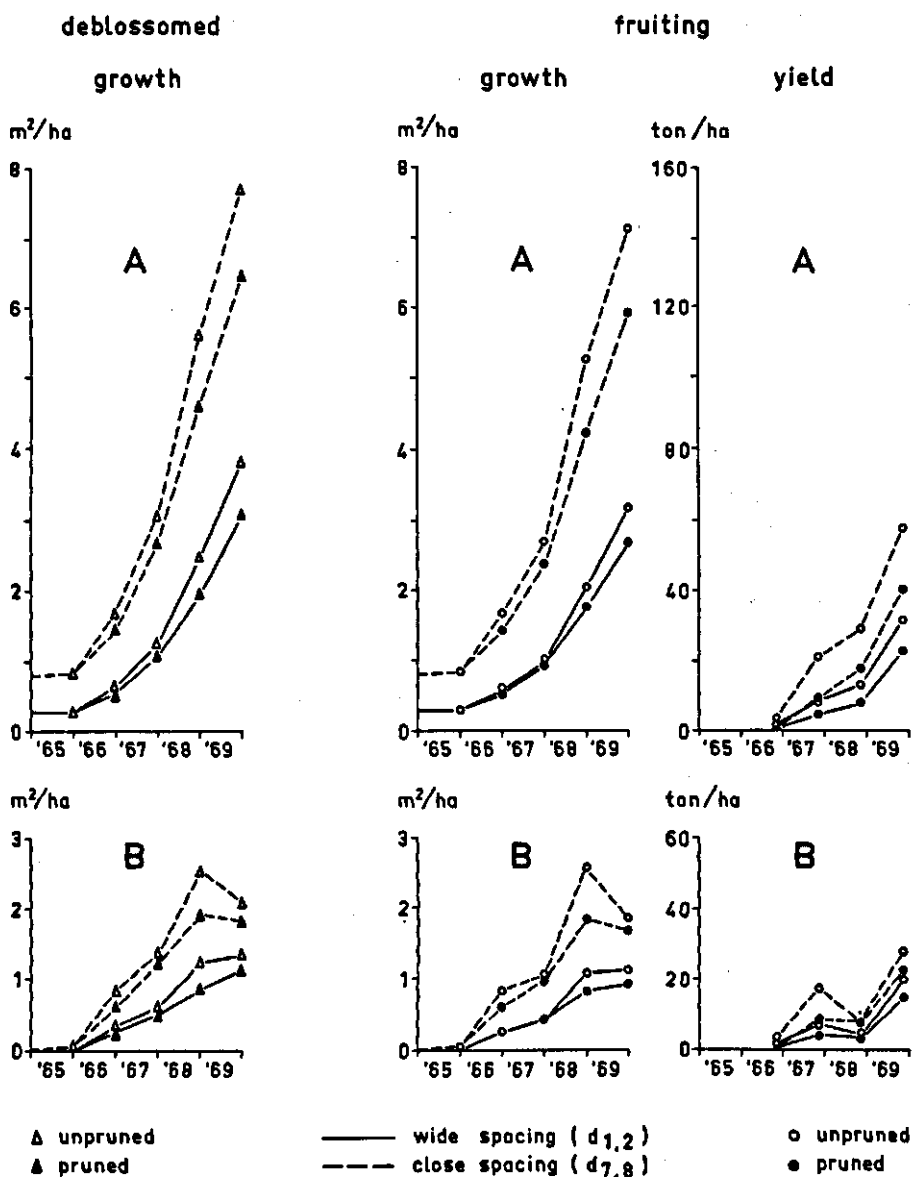 deblossomed fruiting
growth growth yield
m²/ha m²/ha ton/ha
8 8 160
A A A
6 6 120
4 4 80
2 2 40
0 0 0
'65 '66 '67 '68 '69 '65 '66 '67 '68 '69 '65 '66 '67 '68 '69
m²/ha m²/ha ton/ha
3 3 60
B B B
2 2 40
1 1 20
0 0 0
'65 '66 '67 '68 '69 '65 '66 '67 '68 '69 '65 '66 '67 '68 '69
unpruned wide spacing (d1,2) unpruned
pruned close spacing (d7,8) pruned